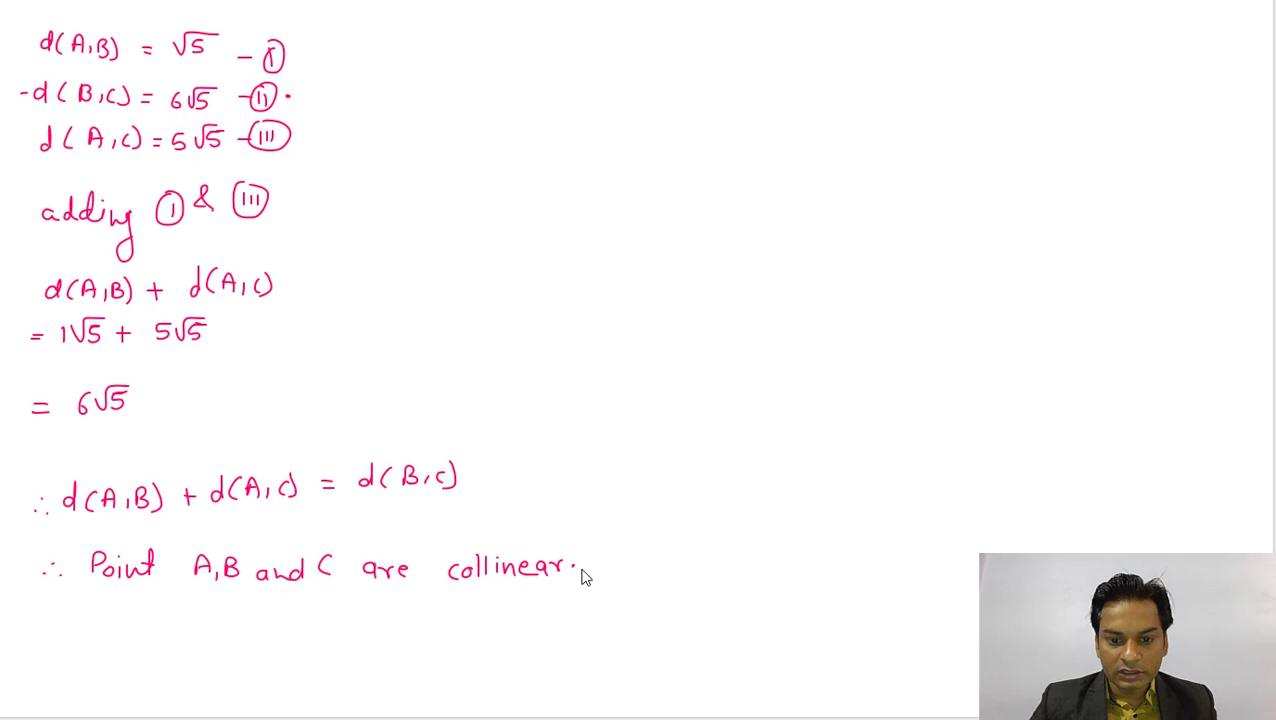 d(A,B) = √5 - (I)
- d(B,C) = 6√5 - (II) .
d(A,C) = 5√5 - (III)
adding (I) & (III)
d(A,B) + d(A,C)
= 1√5 + 5√5
= 6√5
∴ d(A,B) + d(A,C) = d(B,C)
∴ Point A,B and C are collinear.